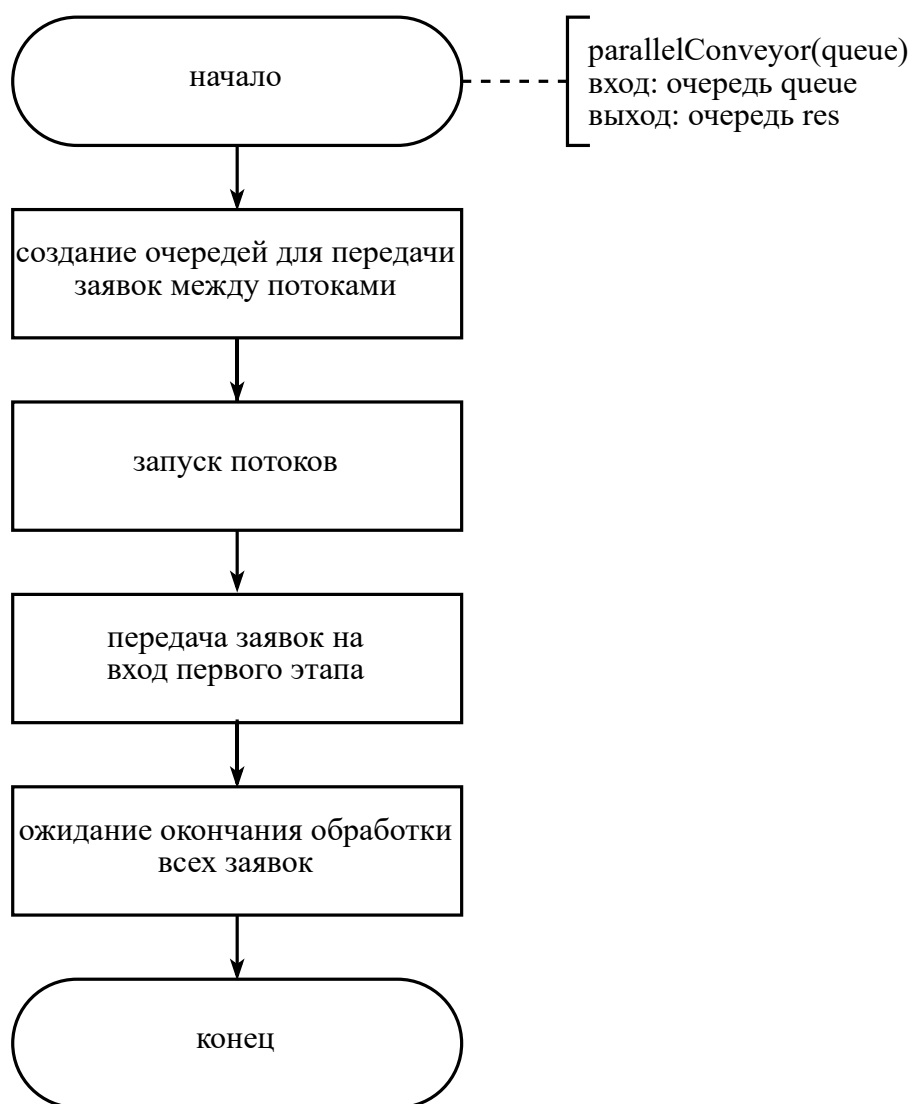 начало
parallelConveyor(queue)
вход: очередь queue
выход: очередь res
создание очередей для передачи
заявок между потоками
запуск потоков
передача заявок на
вход первого этапа
ожидание окончания обработки
всех заявок
конец